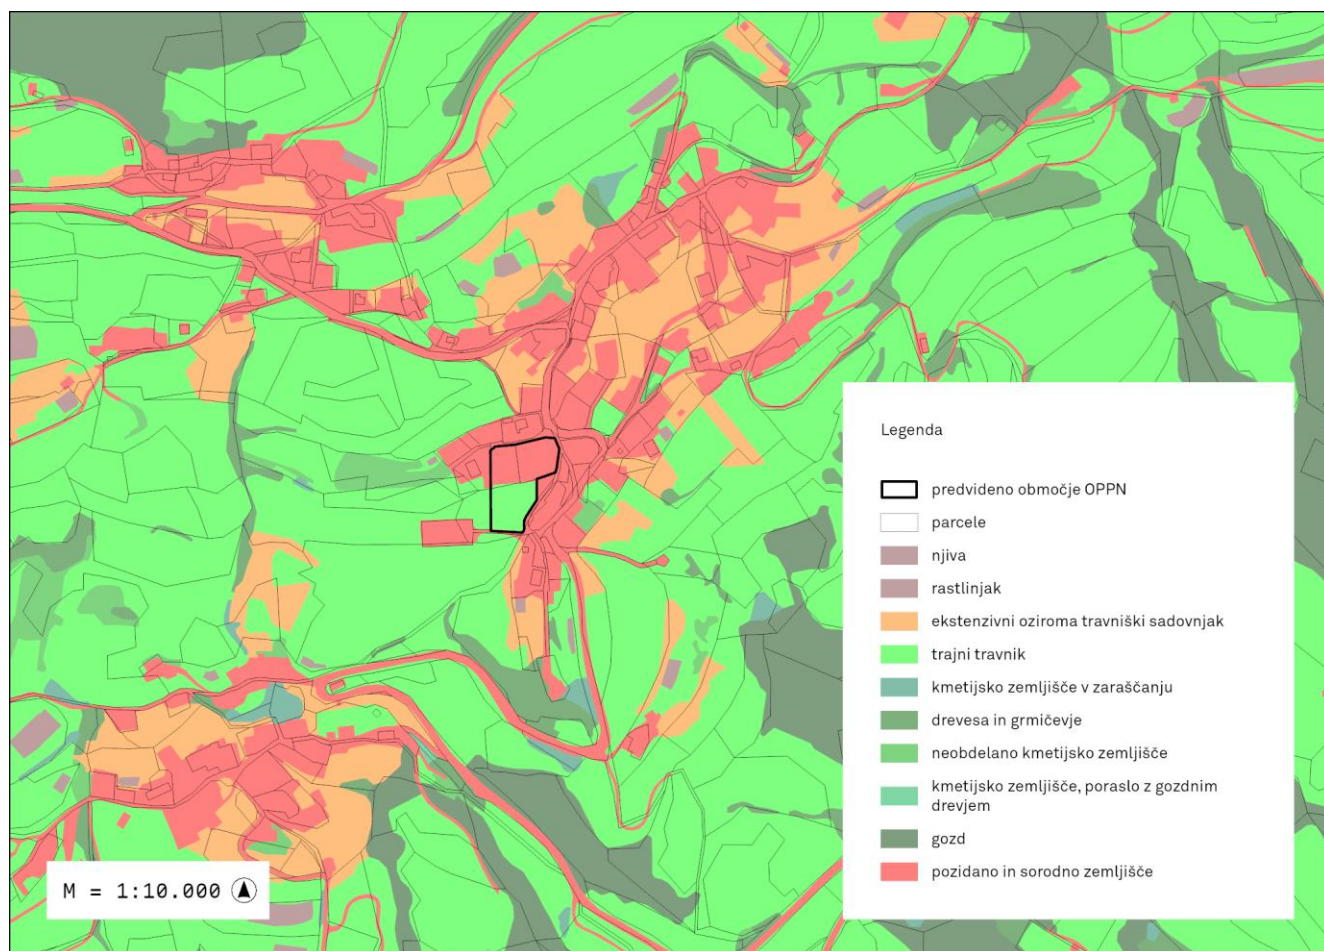 Legenda
predvideno območje OPPN
parcele
njiva
rastlinjak
ekstenzivni oziroma travniški sadovnjak
trajni travnik
kmetijsko zemljišče v zaraščanju
drevesa in grmičevje
neobdelano kmetijsko zemljišče
kmetijsko zemljišče, poraslo z gozdnim
drevjem
gozd
pozidano in sorodno zemljišče
M = 1:10.000